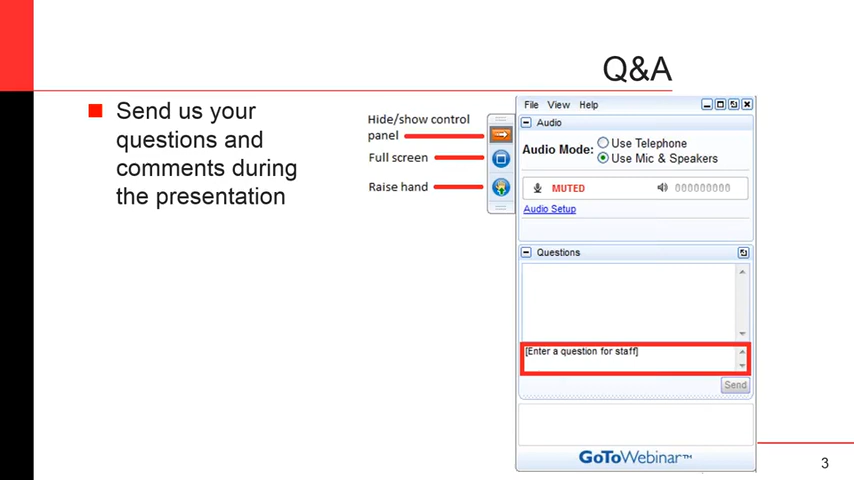 Q&A
Send us your
questions and
comments during
the presentation
Hide/show control
panel
Full screen
Raise hand
File View Help
Audio
Audio Mode: Use Telephone
Use Mic & Speakers
MUTED 000000000
Audio Setup
Questions
[Enter a question for staff]
Send
GoToWebinar™
3